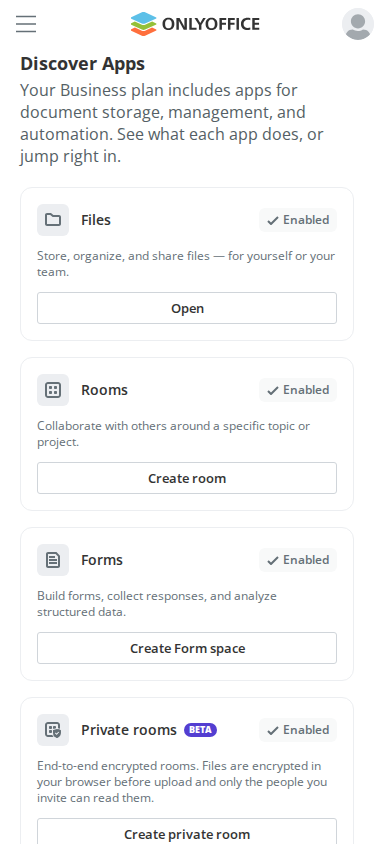 ONLYOFFICE
Discover Apps
Your Business plan includes apps for
document storage, management, and
automation. See what each app does, or
jump right in.
Files
Enabled
Store, organize, and share files — for yourself or your
team.
Open
Rooms
Enabled
Collaborate with others around a specific topic or
project.
Create room
Forms
Enabled
Build forms, collect responses, and analyze
structured data.
Create Form space
Private rooms BETA
Enabled
End-to-end encrypted rooms. Files are encrypted in
your browser before upload and only the people you
invite can read them.
Create private room